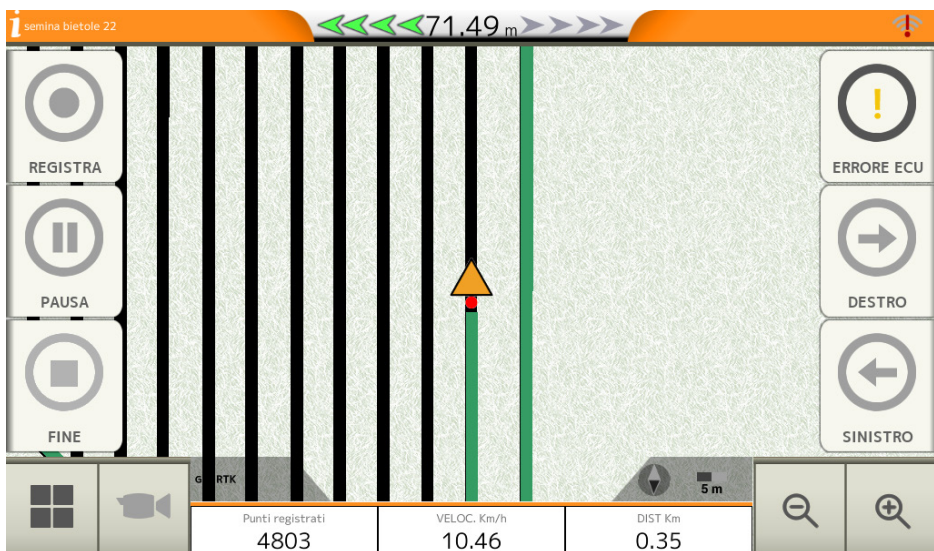 i semina bietole 22
71.49 m
REGISTRA
ERRORE ECU
PAUSA
DESTRO
FINE
SINISTRO
5 m
Punti registrati
VELOC. Km/h
DIST Km
4803
10.46
0.35